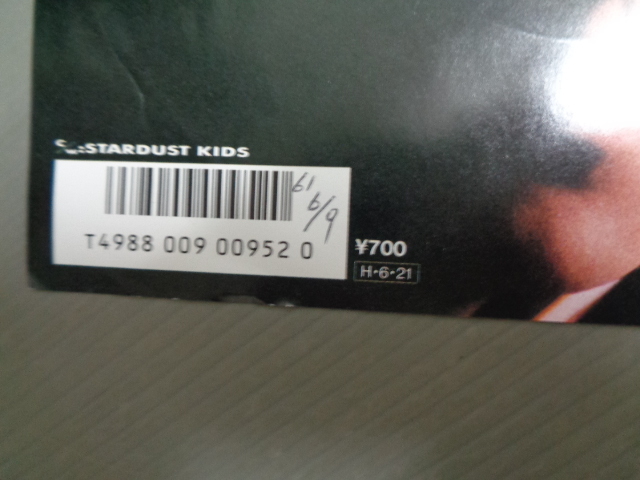 STARDUST KIDS
61
6/9
T4988 009 00952 0
¥700
H・6・21